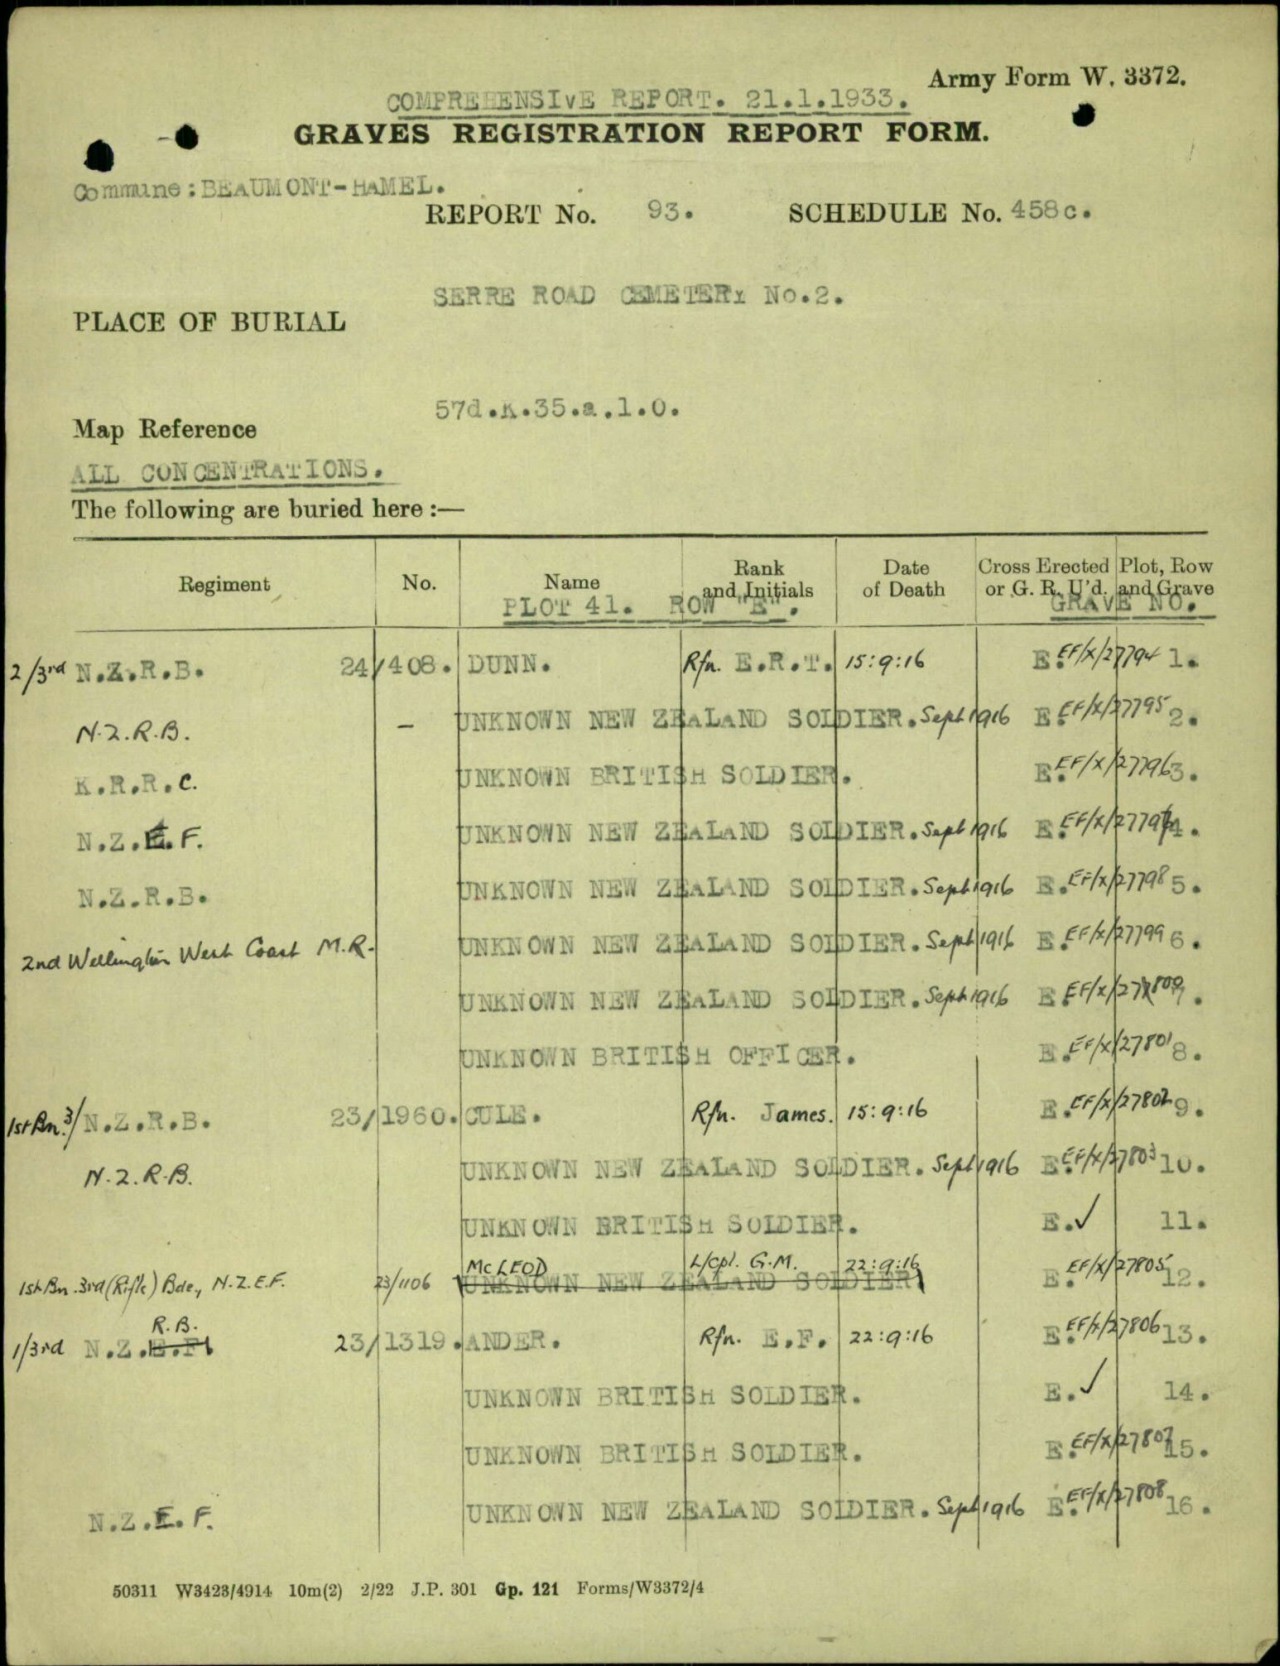 Army Form W. 3372.
COMPREHENSIVE REPORT. 21.1.1933.
GRAVES REGISTRATION REPORT FORM.
Commune: BEAUMONT-HAMEL.
REPORT No. 93. SCHEDULE No. 458c.
SERRE ROAD CEMETERY No.2.
PLACE OF BURIAL
57d.K.35.a.1.0.
Map Reference
ALL CONCENTRATIONS.
The following are buried here :—
Regiment No. Name Rank and Initials Date of Death Cross Erected or G. R. U'd. Plot, Row and Grave
PLOT 41. ROW "E". GRAVE NO.
2/3rd N.Z.R.B. 24/408. DUNN. Rfn. E.R.T. 15:9:16 E. EF/X/27794 1.
N.Z.R.B. - UNKNOWN NEW ZEALAND SOLDIER. Sept 1916 E. EF/X/27795 2.
K.R.R.C. UNKNOWN BRITISH SOLDIER. E. EF/X/27796 3.
N.Z.E.F. UNKNOWN NEW ZEALAND SOLDIER. Sept 1916 E. EF/X/27797 4.
N.Z.R.B. UNKNOWN NEW ZEALAND SOLDIER. Sept 1916 E. EF/X/27798 5.
2nd Wellington West Coast M.R. UNKNOWN NEW ZEALAND SOLDIER. Sept 1916 E. EF/X/27799 6.
UNKNOWN NEW ZEALAND SOLDIER. Sept 1916 E. EF/X/27800 7.
UNKNOWN BRITISH OFFICER. E. EF/X/27801 8.
1st Bn. 3/ N.Z.R.B. 23/1960. CULE. Rfn. James. 15:9:16 E. EF/X/27802 9.
N.Z.R.B. UNKNOWN NEW ZEALAND SOLDIER. Sept 1916 E. EF/X/27803 10.
UNKNOWN BRITISH SOLDIER. E. ✓ 11.
McLEOD L/Cpl. G.M. 22:9:16
1st Bn. 3rd (Rifle) Bde., N.Z.E.F. 23/1106 UNKNOWN NEW ZEALAND SOLDIER E. EF/X/27805 12.
R.B.
1/3rd N.Z.E.F. 23/1319. ANDER. Rfn. E.F. 22:9:16 E. EF/X/27806 13.
UNKNOWN BRITISH SOLDIER. E. ✓ 14.
UNKNOWN BRITISH SOLDIER. E. EF/X/27807 15.
N.Z.E.F. UNKNOWN NEW ZEALAND SOLDIER. Sept 1916 E. EF/X/27808 16.
50311 W3423/4914 10m(2) 2/22 J.P. 301 Gp. 121 Forms/W3372/4